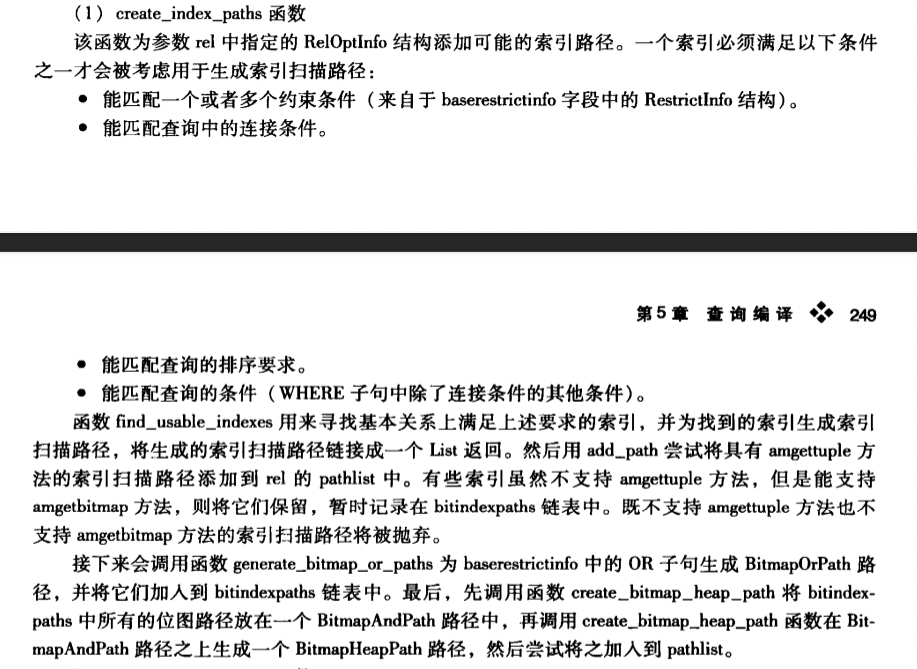 （1）create_index_paths 函数
该函数为参数 rel 中指定的 RelOptInfo 结构添加可能的索引路径。一个索引必须满足以下条件
之一才会被考虑用于生成索引扫描路径：
● 能匹配一个或者多个约束条件（来自于 baserestrictinfo 字段中的 RestrictInfo 结构）。
● 能匹配查询中的连接条件。
第5章 查询编译 ❖ 249
● 能匹配查询的排序要求。
● 能匹配查询的条件（WHERE 子句中除了连接条件的其他条件）。
函数 find_usable_indexes 用来寻找基本关系上满足上述要求的索引，并为找到的索引生成索引
扫描路径，将生成的索引扫描路径链接成一个 List 返回。然后用 add_path 尝试将具有 amgettuple 方
法的索引扫描路径添加到 rel 的 pathlist 中。有些索引虽然不支持 amgettuple 方法，但是能支持
amgetbitmap 方法，则将它们保留，暂时记录在 bitindexpaths 链表中。既不支持 amgettuple 方法也不
支持 amgetbitmap 方法的索引扫描路径将被抛弃。
接下来会调用函数 generate_bitmap_or_paths 为 baserestrictinfo 中的 OR 子句生成 BitmapOrPath 路
径，并将它们加入到 bitindexpaths 链表中。最后，先调用函数 create_bitmap_heap_path 将 bitindex-
paths 中所有的位图路径放在一个 BitmapAndPath 路径中，再调用 create_bitmap_heap_path 函数在 Bit-
mapAndPath 路径之上生成一个 BitmapHeapPath 路径，然后尝试将之加入到 pathlist。